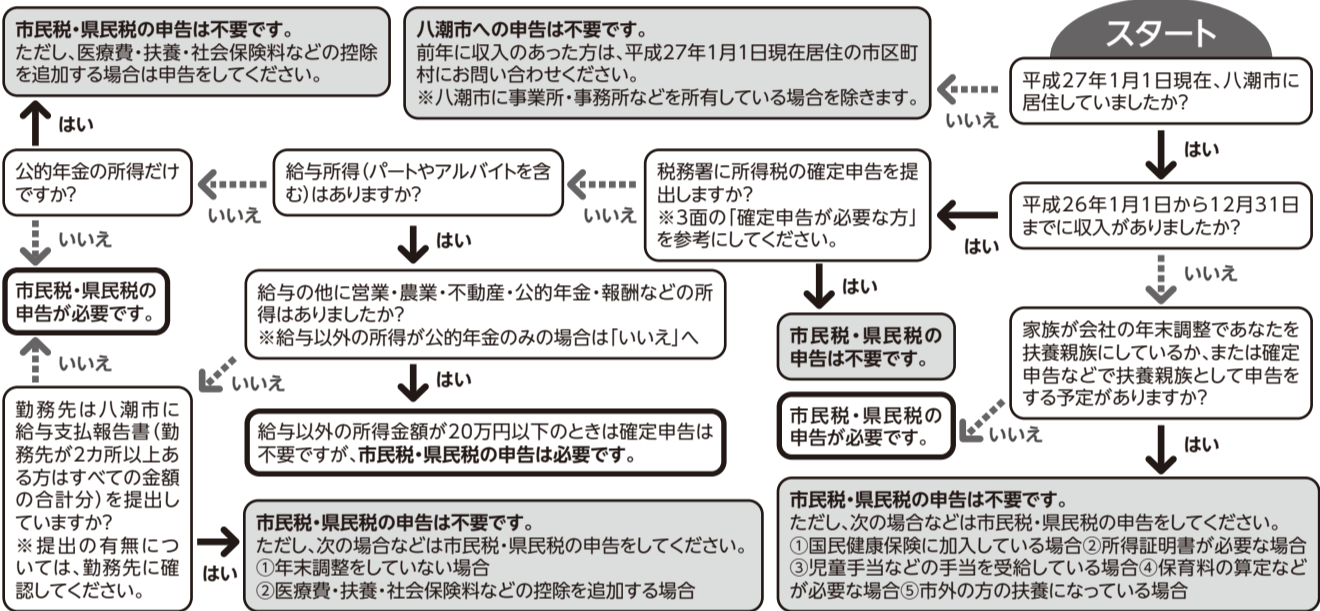 スタート
平成27年1月1日現在、八潮市に
居住していましたか?
いいえ
八潮市への申告は不要です。
前年に収入のあった方は、平成27年1月1日現在居住の市区町
村にお問い合わせください。
※八潮市に事業所・事務所などを所有している場合を除きます。
はい
平成26年1月1日から12月31日
までに収入がありましたか?
はい
税務署に所得税の確定申告を提
出しますか?
※3面の「確定申告が必要な方」
を参考にしてください。
はい
市民税・県民税の
申告は不要です。
いいえ
給与所得(パートやアルバイトを含
む)はありますか?
いいえ
公的年金の所得だけ
ですか?
はい
市民税・県民税の申告は不要です。
ただし、医療費・扶養・社会保険料などの控除
を追加する場合は申告をしてください。
いいえ
市民税・県民税の
申告が必要です。
はい
給与の他に営業・農業・不動産・公的年金・報酬などの所
得はありましたか?
※給与以外の所得が公的年金のみの場合は「いいえ」へ
はい
給与以外の所得金額が20万円以下のときは確定申告は
不要ですが、市民税・県民税の申告は必要です。
いいえ
勤務先は八潮市に
給与支払報告書(勤
務先が2カ所以上あ
る方はすべての金額
の合計分)を提出し
ていますか?
※提出の有無につ
いては、勤務先に確
認してください。
いいえ
はい
市民税・県民税の申告は不要です。
ただし、次の場合などは市民税・県民税の申告をしてください。
①年末調整をしていない場合
②医療費・扶養・社会保険料などの控除を追加する場合
いいえ
家族が会社の年末調整であなたを
扶養親族にしているか、または確定
申告などで扶養親族として申告を
する予定がありますか?
いいえ
市民税・県民税の
申告が必要です。
はい
市民税・県民税の申告は不要です。
ただし、次の場合などは市民税・県民税の申告をしてください。
①国民健康保険に加入している場合②所得証明書が必要な場合
③児童手当などの手当を受給している場合④保育料の算定など
が必要な場合⑤市外の方の扶養になっている場合